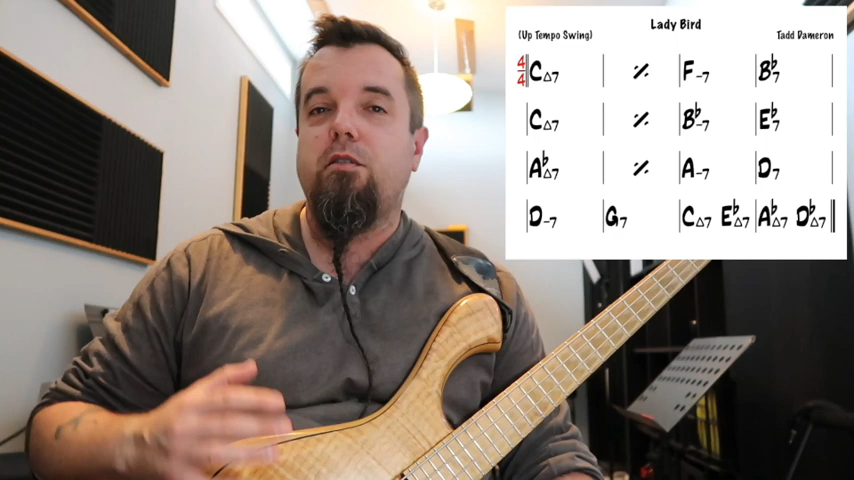 Lady Bird
(Up Tempo Swing)
Tadd Dameron
4/4 C△7 | 𝄎 | F-7 | B♭7 |
| C△7 | 𝄎 | B♭-7 | E♭7 |
| A♭△7 | 𝄎 | A-7 | D7 |
| D-7 | G7 | C△7 E♭△7 | A♭△7 D♭△7 ||